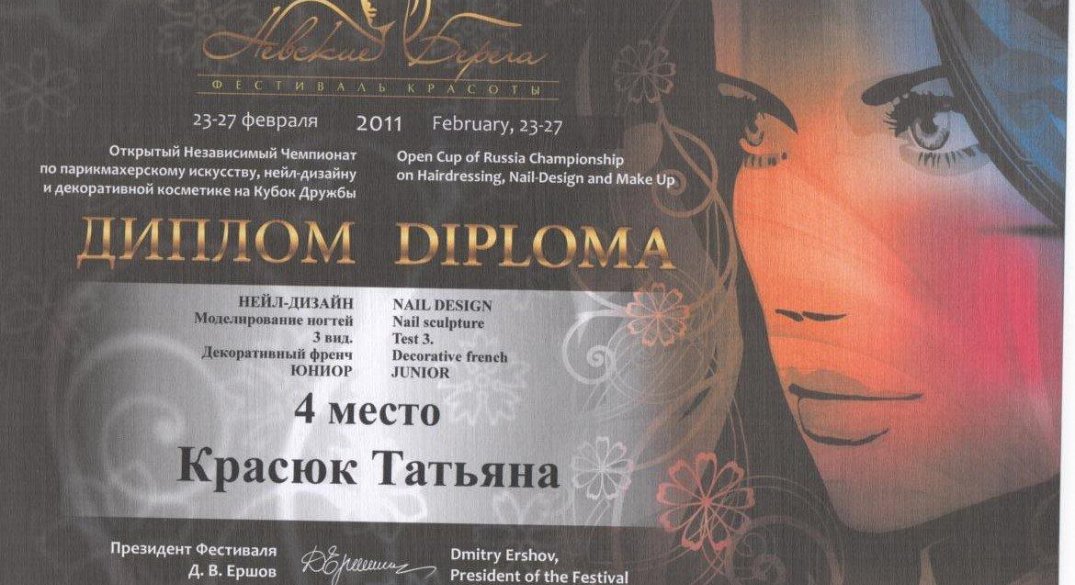 Невские Берега
ФЕСТИВАЛЬ КРАСОТЫ
23-27 февраля 2011 February, 23-27
Открытый Независимый Чемпионат
по парикмахерскому искусству, нейл-дизайну
и декоративной косметике на Кубок Дружбы
Open Cup of Russia Championship
on Hairdressing, Nail-Design and Make Up
ДИПЛОМ DIPLOMA
НЕЙЛ-ДИЗАЙН
Моделирование ногтей
3 вид.
Декоративный френч
ЮНИОР
NAIL DESIGN
Nail sculpture
Test 3.
Decorative french
JUNIOR
4 место
Красюк Татьяна
Президент Фестиваля
Д. В. Ершов
Dmitry Ershov,
President of the Festival